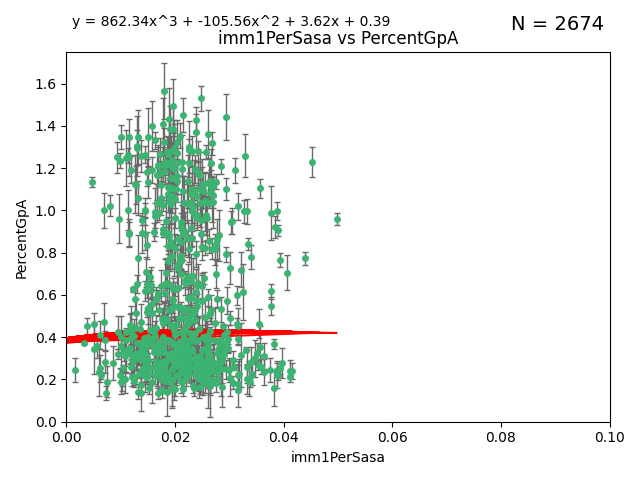 y = 862.34x^3 + -105.56x^2 + 3.62x + 0.39
N = 2674
imm1PerSasa vs PercentGpA
PercentGpA
1.6
1.4
1.2
1.0
0.8
0.6
0.4
0.2
0.0
0.00 0.02 0.04 0.06 0.08 0.10
imm1PerSasa